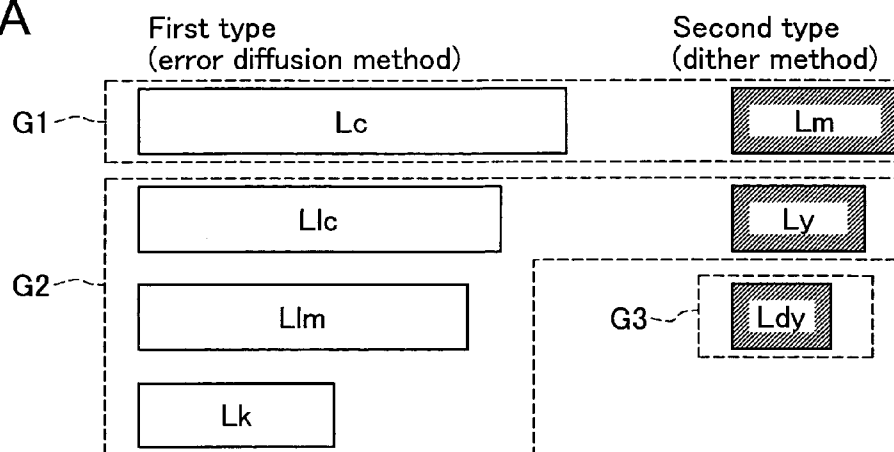 A
First type
(error diffusion method)
Second type
(dither method)
G1
Lc
Lm
Llc
Ly
G2
Llm
G3
Ldy
Lk